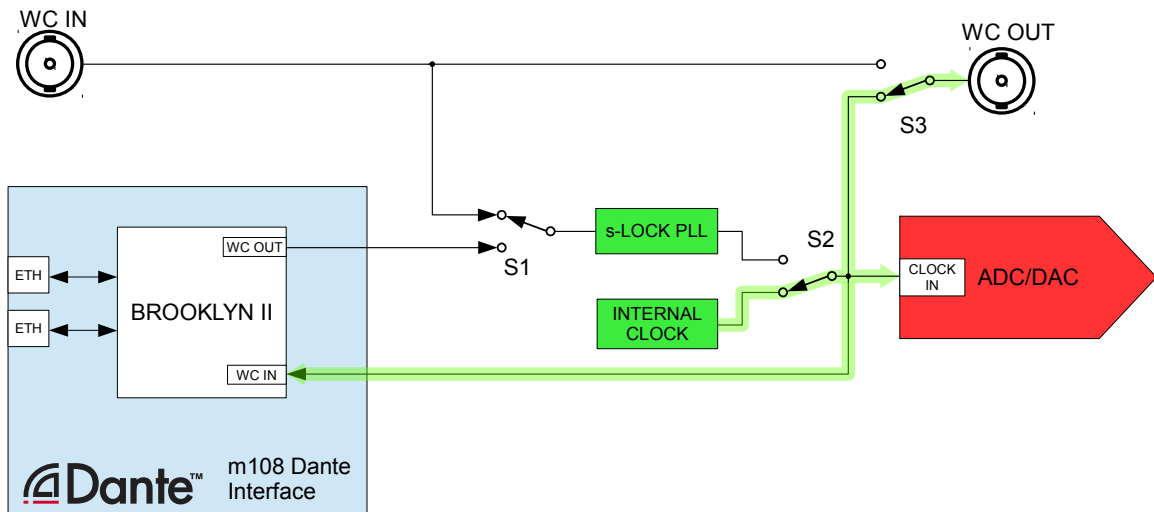 WC IN
WC OUT
S3
WC OUT
S1
s-LOCK PLL
S2
ETH
ETH
BROOKLYN II
INTERNAL
CLOCK
CLOCK
IN
ADC/DAC
WC IN
Dante™
m108 Dante
Interface